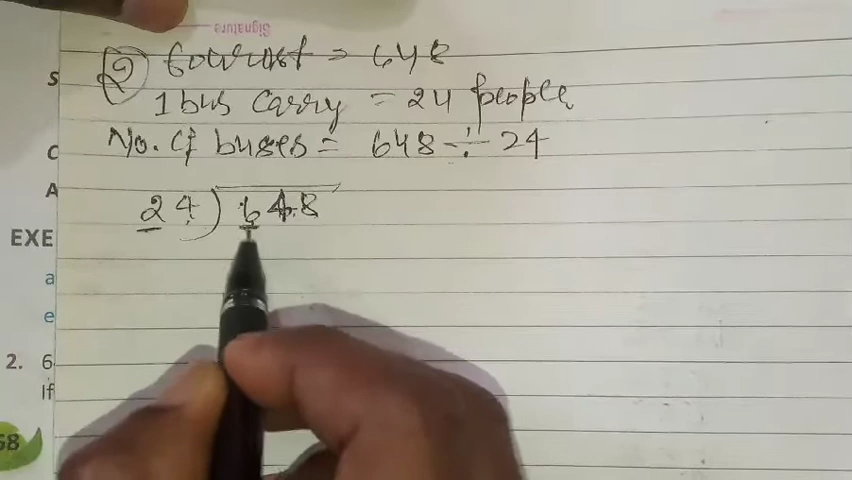 Signature
② Tourist = 648
1 bus carry = 24 people
No. of buses = 648 ÷ 24
24) 648
S
C
A
EXE
a
e
2. 6
If
68